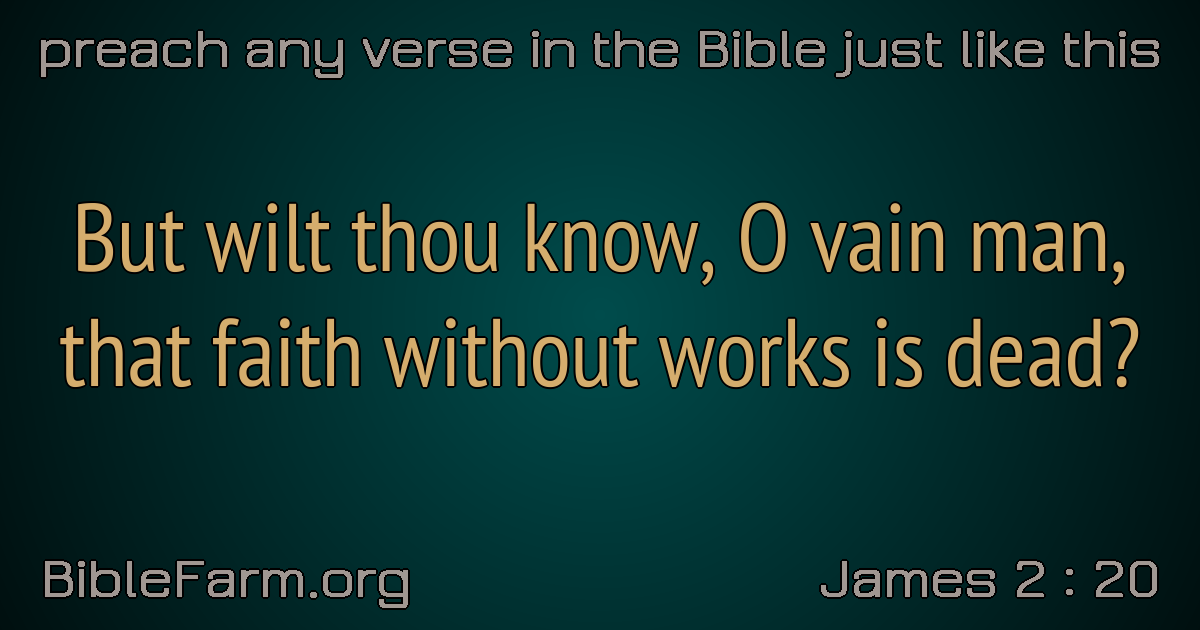 preach any verse in the Bible just like this
But wilt thou know, O vain man,
that faith without works is dead?
BibleFarm.org
James 2 : 20